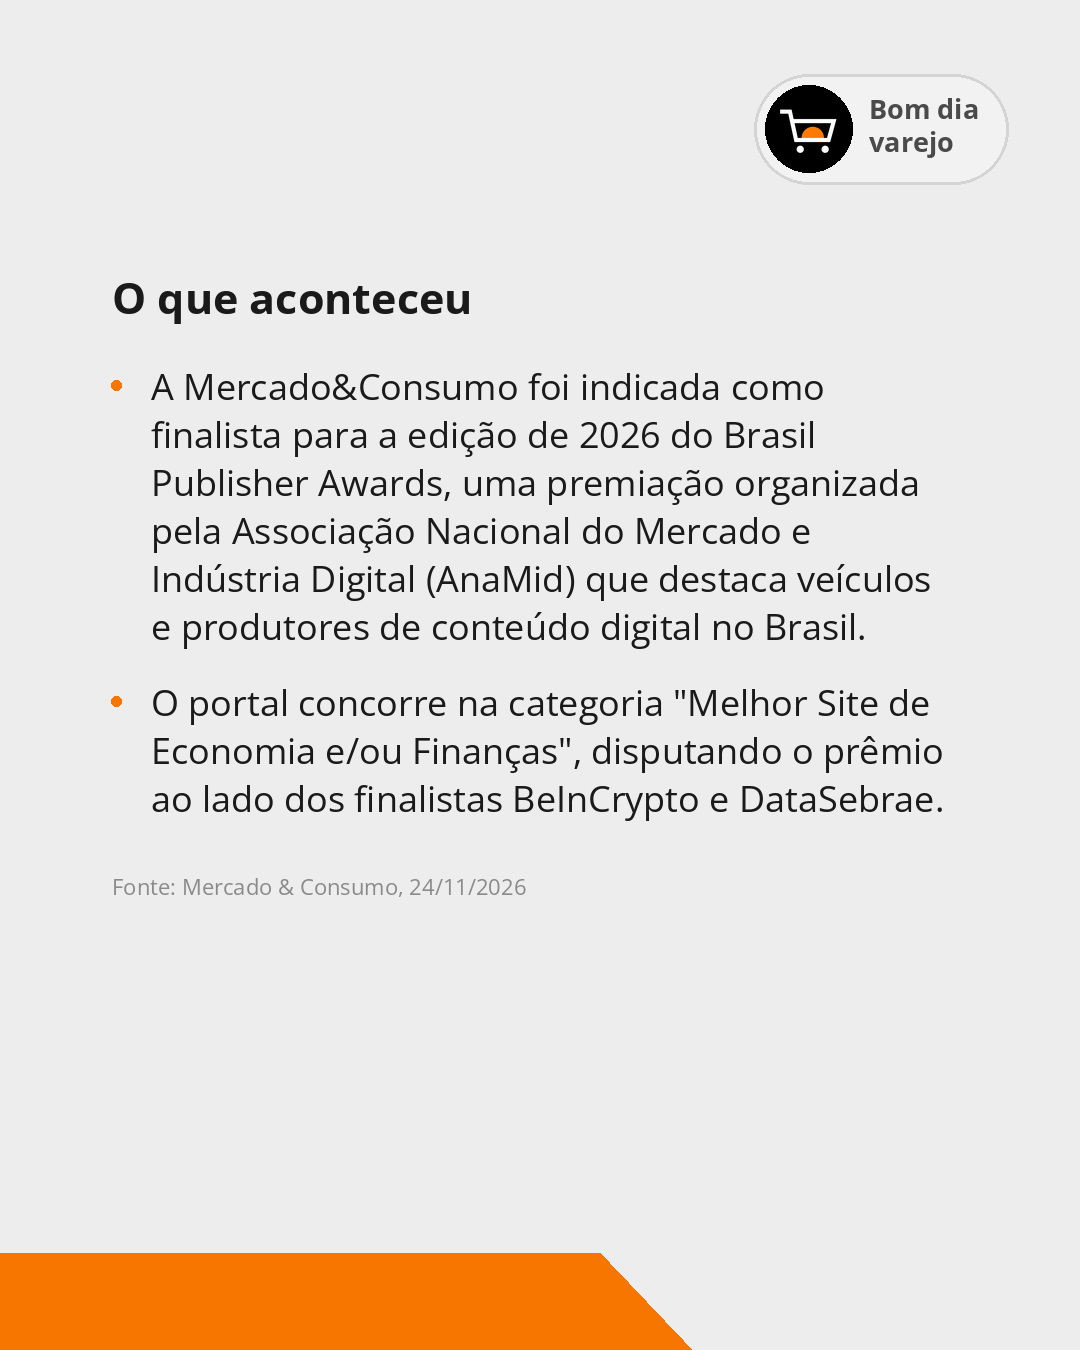 Bom dia
varejo
O que aconteceu
A Mercado&Consumo foi indicada como
finalista para a edição de 2026 do Brasil
Publisher Awards, uma premiação organizada
pela Associação Nacional do Mercado e
Indústria Digital (AnaMid) que destaca veículos
e produtores de conteúdo digital no Brasil.
O portal concorre na categoria "Melhor Site de
Economia e/ou Finanças", disputando o prêmio
ao lado dos finalistas BeInCrypto e DataSebrae.
Fonte: Mercado & Consumo, 24/11/2026